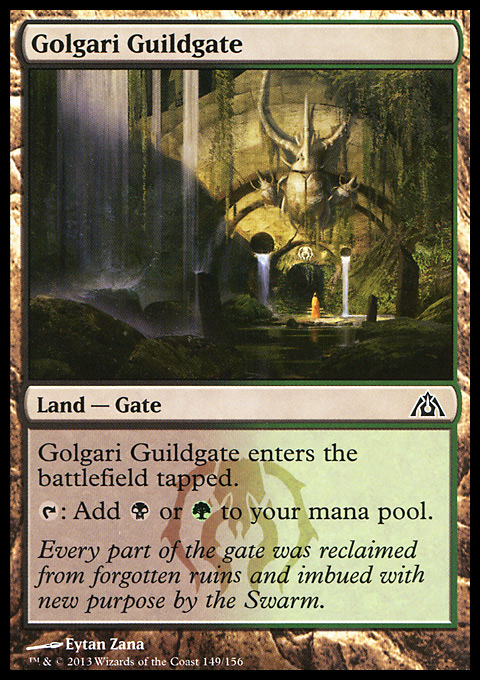 Golgari Guildgate
Land — Gate
Golgari Guildgate enters the
battlefield tapped.
: Add or to your mana pool.
Every part of the gate was reclaimed
from forgotten ruins and imbued with
new purpose by the Swarm.
Eytan Zana
™ & © 2013 Wizards of the Coast 149/156